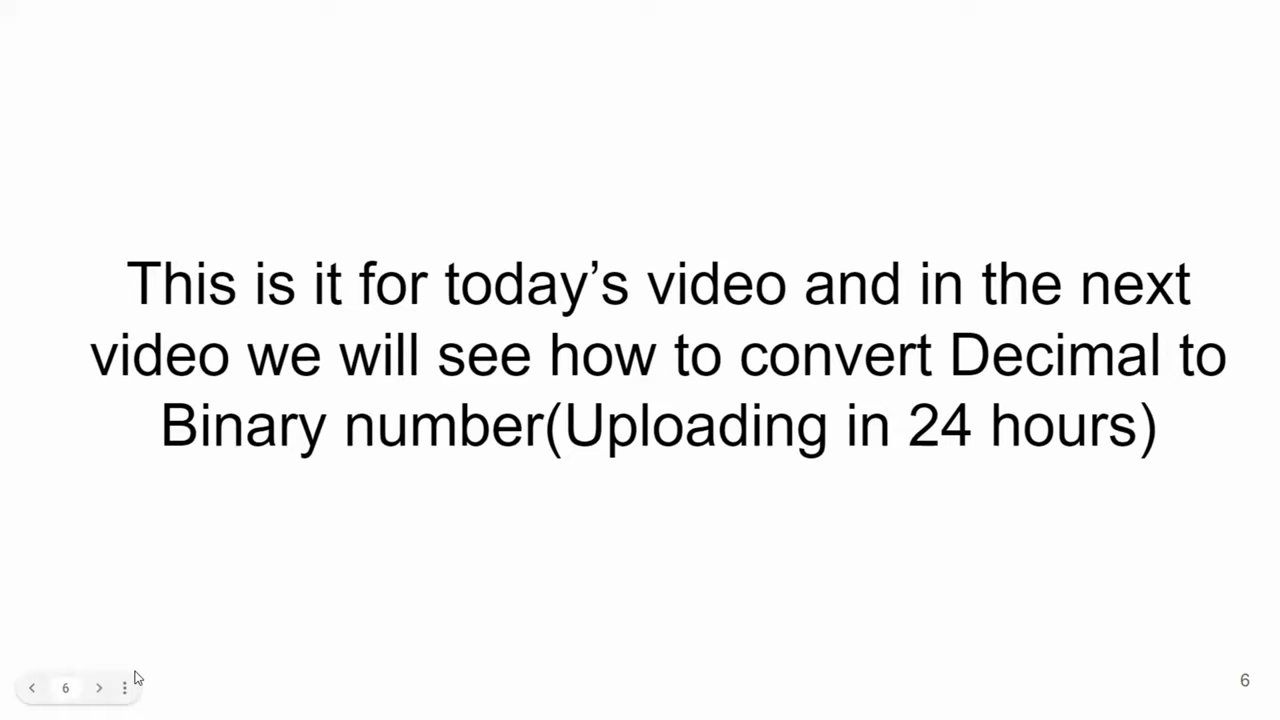 This is it for today’s video and in the next
video we will see how to convert Decimal to
Binary number(Uploading in 24 hours)
6
6